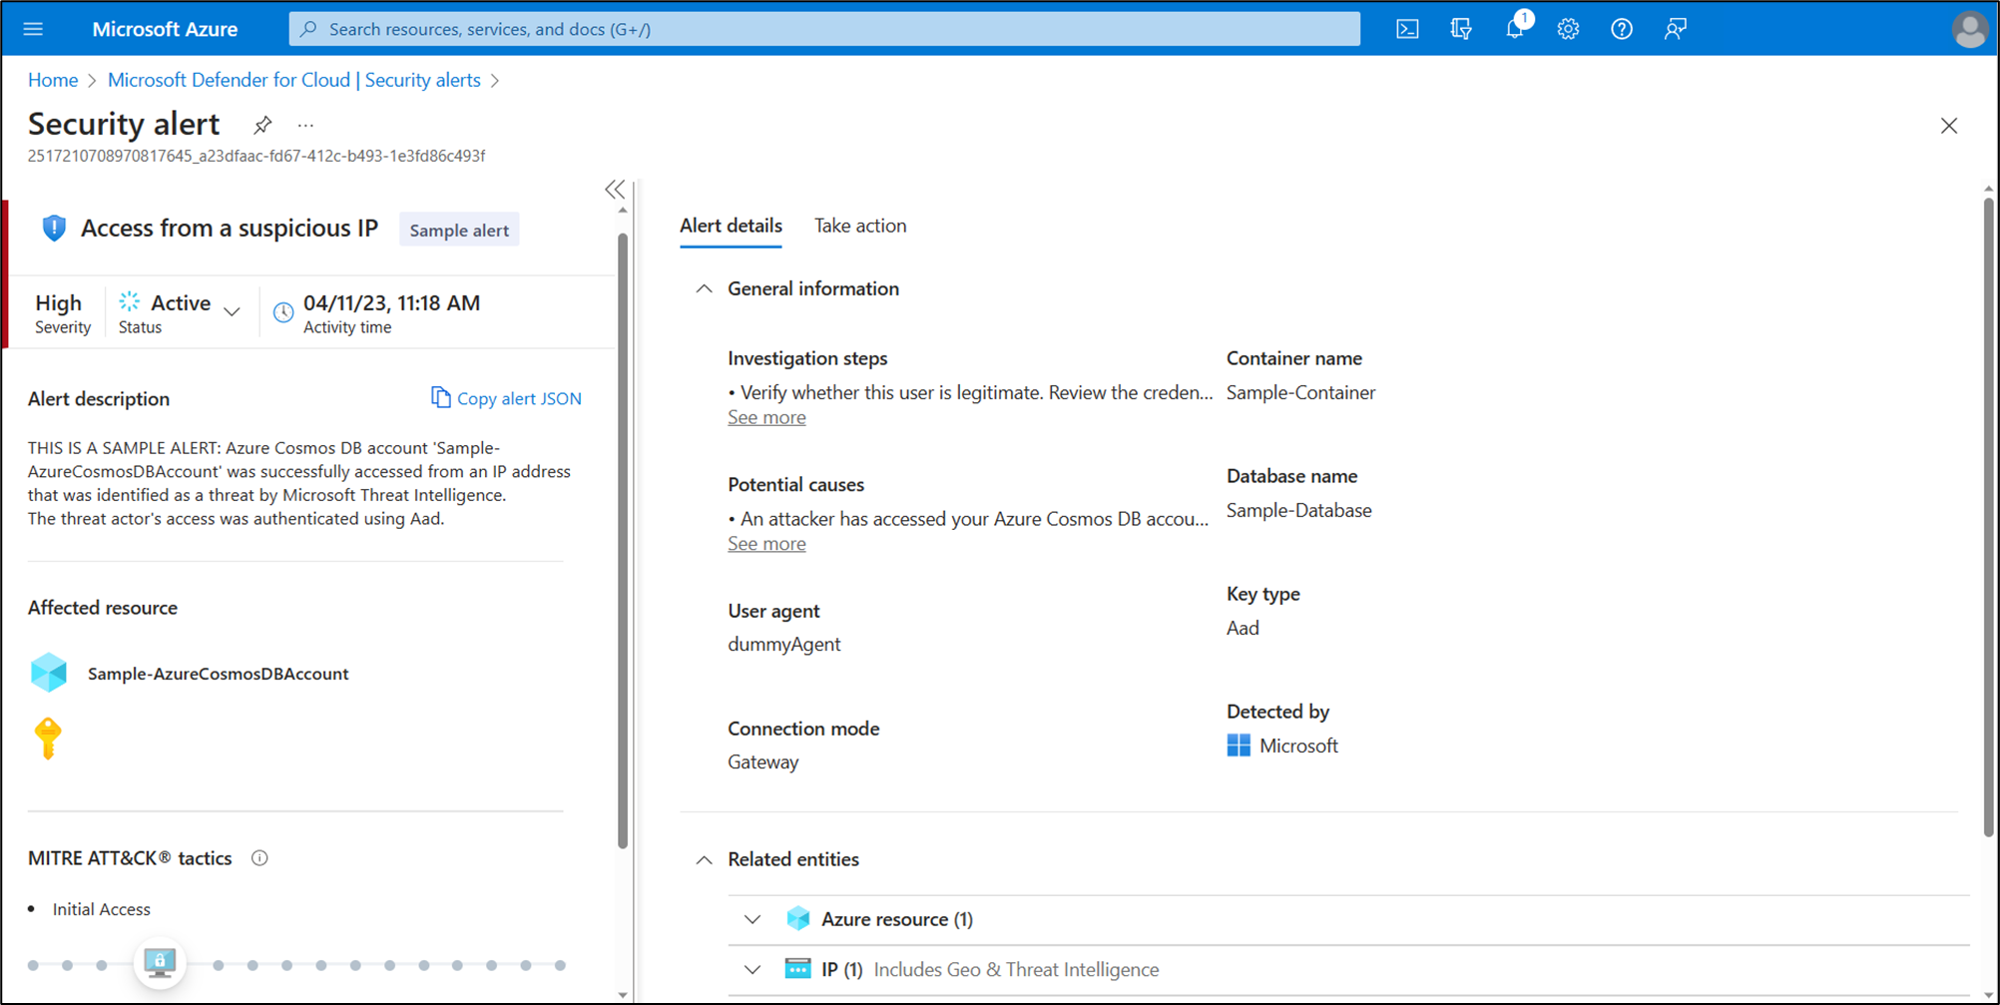 Microsoft Azure
Search resources, services, and docs (G+/)
1
Home > Microsoft Defender for Cloud | Security alerts >
Security alert
2517210708970817645_a23dfaac-fd67-412c-b493-1e3fd86c493f
Access from a suspicious IP
Sample alert
High
Severity
Active
Status
04/11/23, 11:18 AM
Activity time
Alert description
Copy alert JSON
THIS IS A SAMPLE ALERT: Azure Cosmos DB account 'Sample-
AzureCosmosDBAccount' was successfully accessed from an IP address
that was identified as a threat by Microsoft Threat Intelligence.
The threat actor's access was authenticated using Aad.
Affected resource
Sample-AzureCosmosDBAccount
MITRE ATT&CK® tactics
• Initial Access
Alert details
Take action
General information
Investigation steps
• Verify whether this user is legitimate. Review the creden...
See more
Potential causes
• An attacker has accessed your Azure Cosmos DB accou...
See more
User agent
dummyAgent
Connection mode
Gateway
Container name
Sample-Container
Database name
Sample-Database
Key type
Aad
Detected by
Microsoft
Related entities
Azure resource (1)
IP (1) Includes Geo & Threat Intelligence